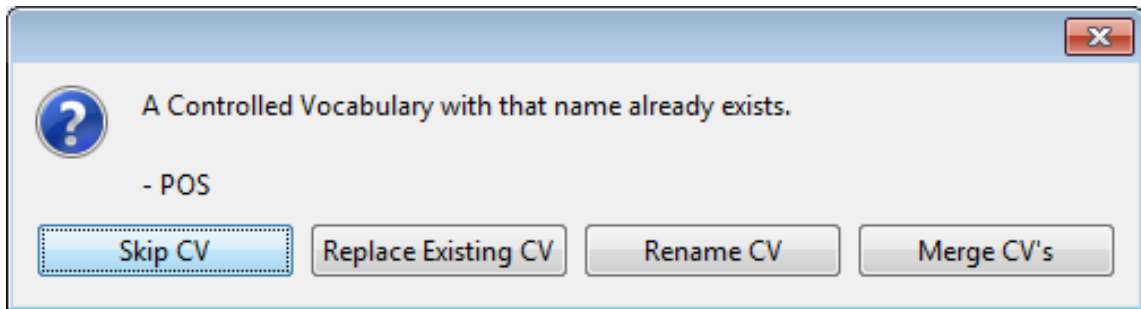 A Controlled Vocabulary with that name already exists.
- POS
Skip CV
Replace Existing CV
Rename CV
Merge CV's